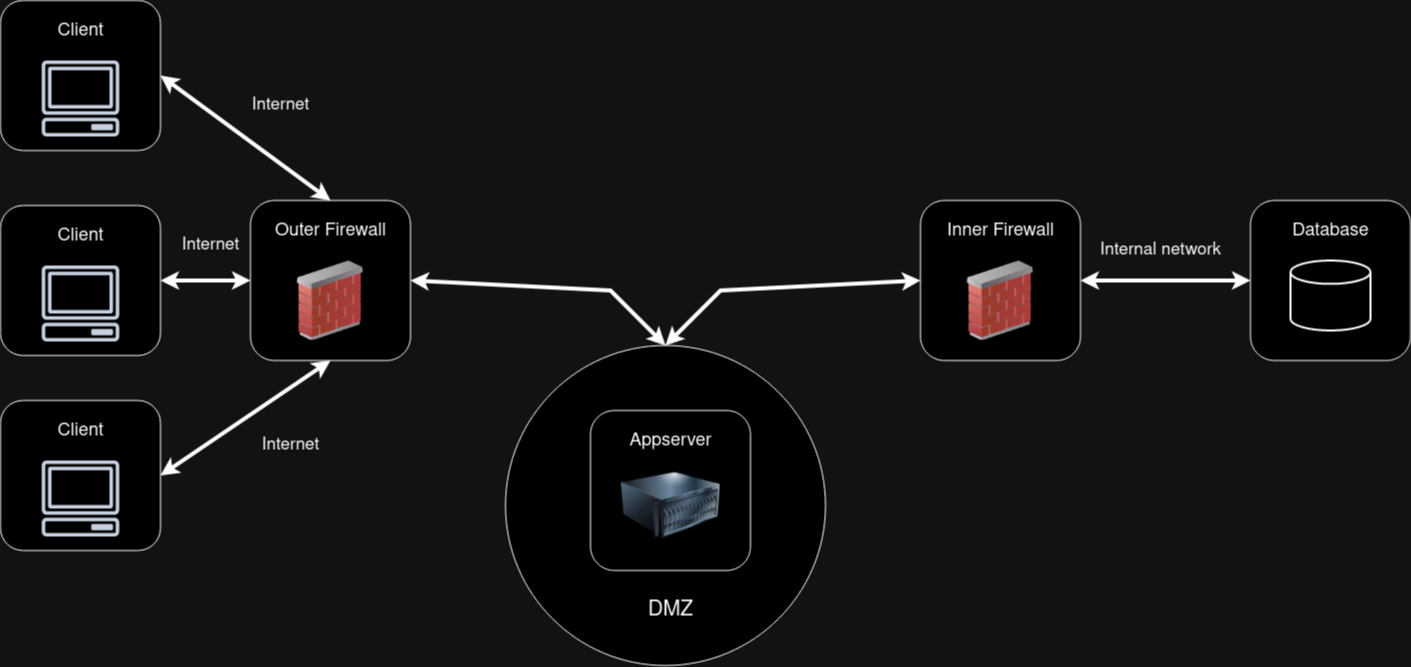 Client
Internet
Client
Internet
Outer Firewall
Inner Firewall
Internal network
Database
Client
Internet
Appserver
DMZ